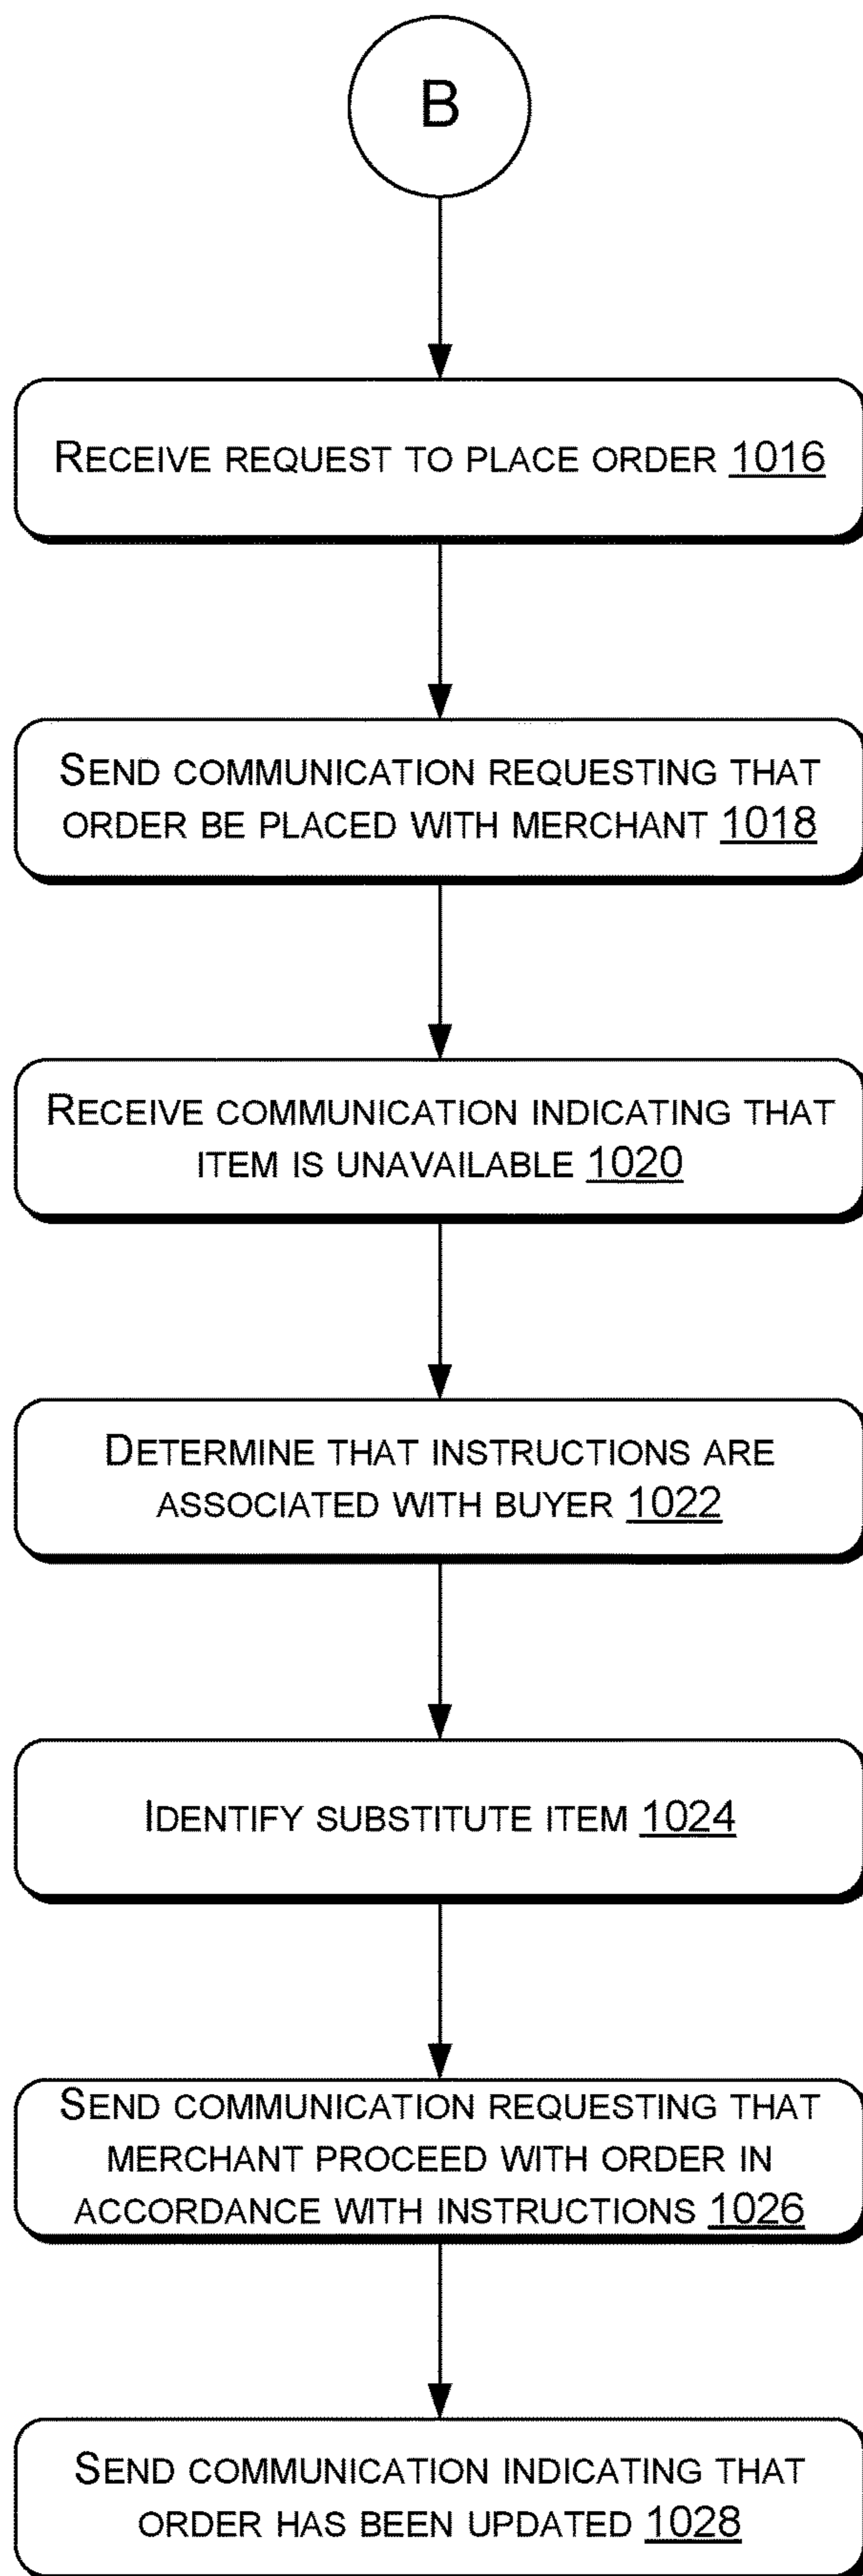 B
RECEIVE REQUEST TO PLACE ORDER 1016
SEND COMMUNICATION REQUESTING THAT
ORDER BE PLACED WITH MERCHANT 1018
RECEIVE COMMUNICATION INDICATING THAT
ITEM IS UNAVAILABLE 1020
DETERMINE THAT INSTRUCTIONS ARE
ASSOCIATED WITH BUYER 1022
IDENTIFY SUBSTITUTE ITEM 1024
SEND COMMUNICATION REQUESTING THAT
MERCHANT PROCEED WITH ORDER IN
ACCORDANCE WITH INSTRUCTIONS 1026
SEND COMMUNICATION INDICATING THAT
ORDER HAS BEEN UPDATED 1028